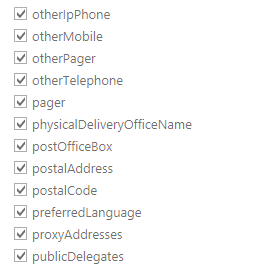 otherIpPhone
otherMobile
otherPager
otherTelephone
pager
physicalDeliveryOfficeName
postOfficeBox
postalAddress
postalCode
preferredLanguage
proxyAddresses
publicDelegates